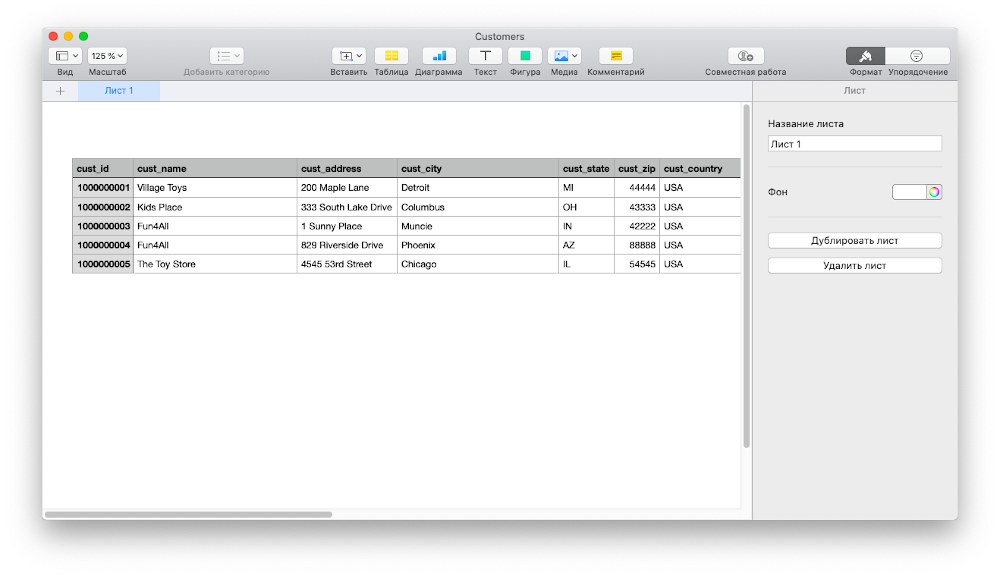 Customers
125 %
Вид Масштаб Добавить категорию Вставить Таблица Диаграмма Текст Фигура Медиа Комментарий Совместная работа Формат Упорядочение
Лист 1 Лист
Название листа
Лист 1
cust_id cust_name cust_address cust_city cust_state cust_zip cust_country
1000000001 Village Toys 200 Maple Lane Detroit MI 44444 USA
Фон
1000000002 Kids Place 333 South Lake Drive Columbus OH 43333 USA
1000000003 Fun4All 1 Sunny Place Muncie IN 42222 USA
1000000004 Fun4All 829 Riverside Drive Phoenix AZ 88888 USA
Дублировать лист
1000000005 The Toy Store 4545 53rd Street Chicago IL 54545 USA
Удалить лист